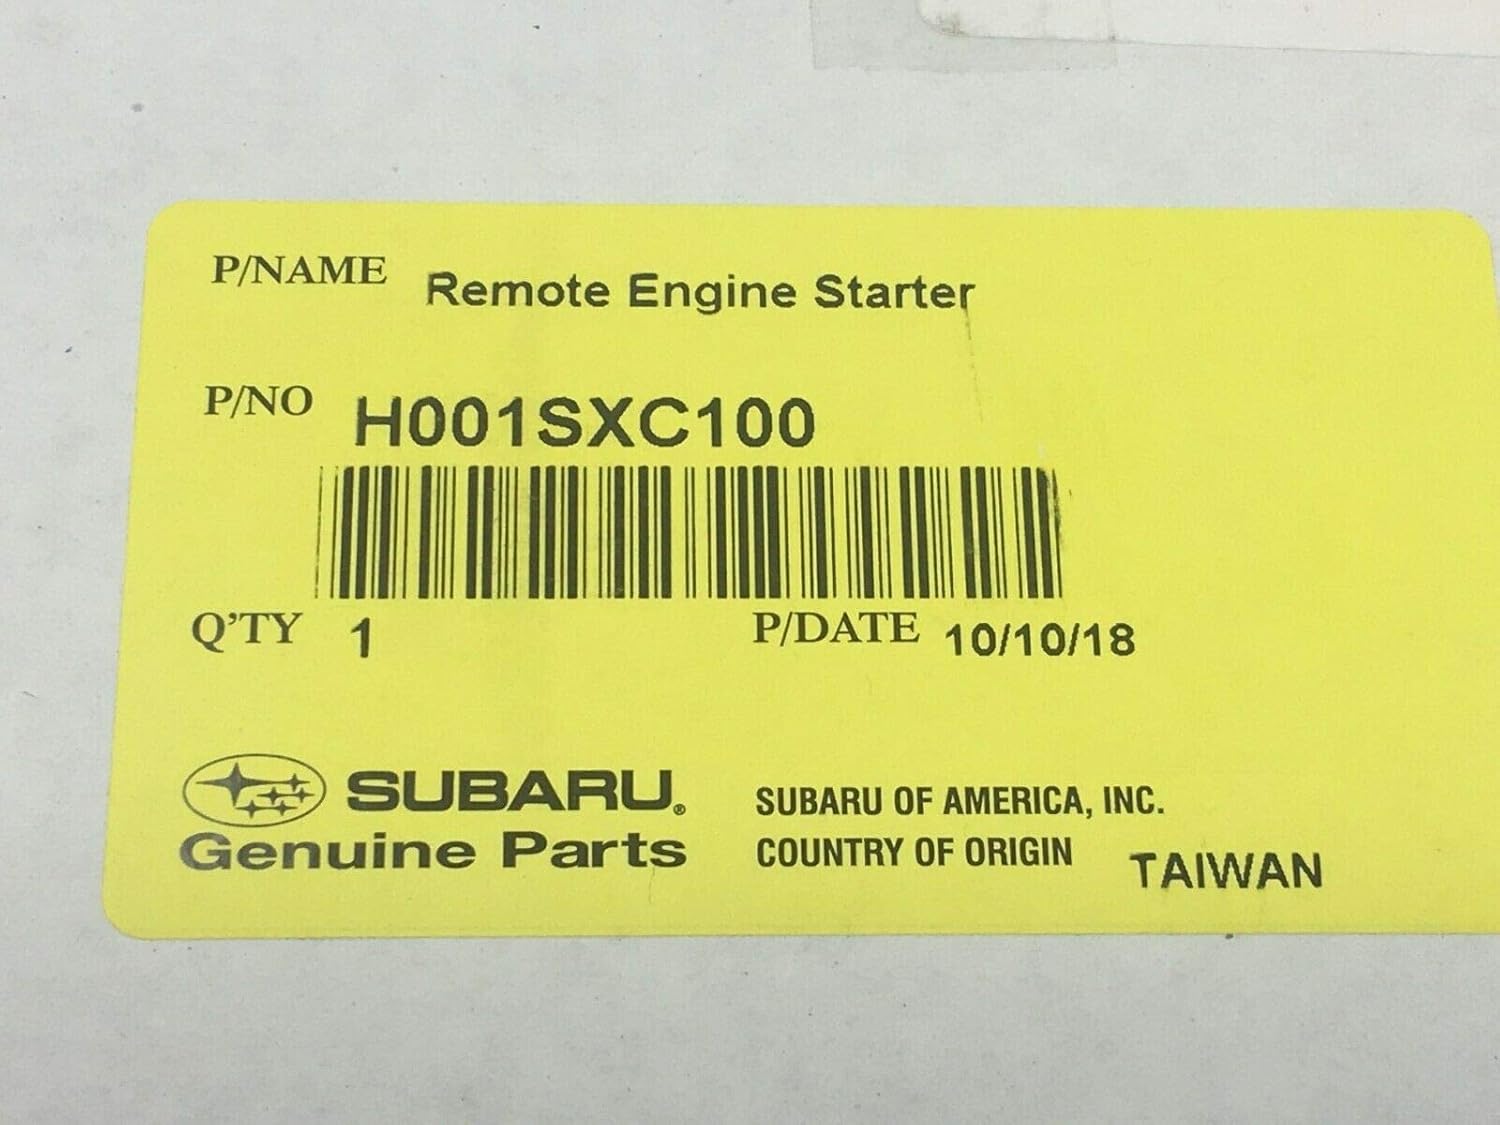 P/NAME Remote Engine Starter
P/NO H001SXC100
Q'TY 1 P/DATE 10/10/18
SUBARU® SUBARU OF AMERICA, INC.
Genuine Parts COUNTRY OF ORIGIN TAIWAN